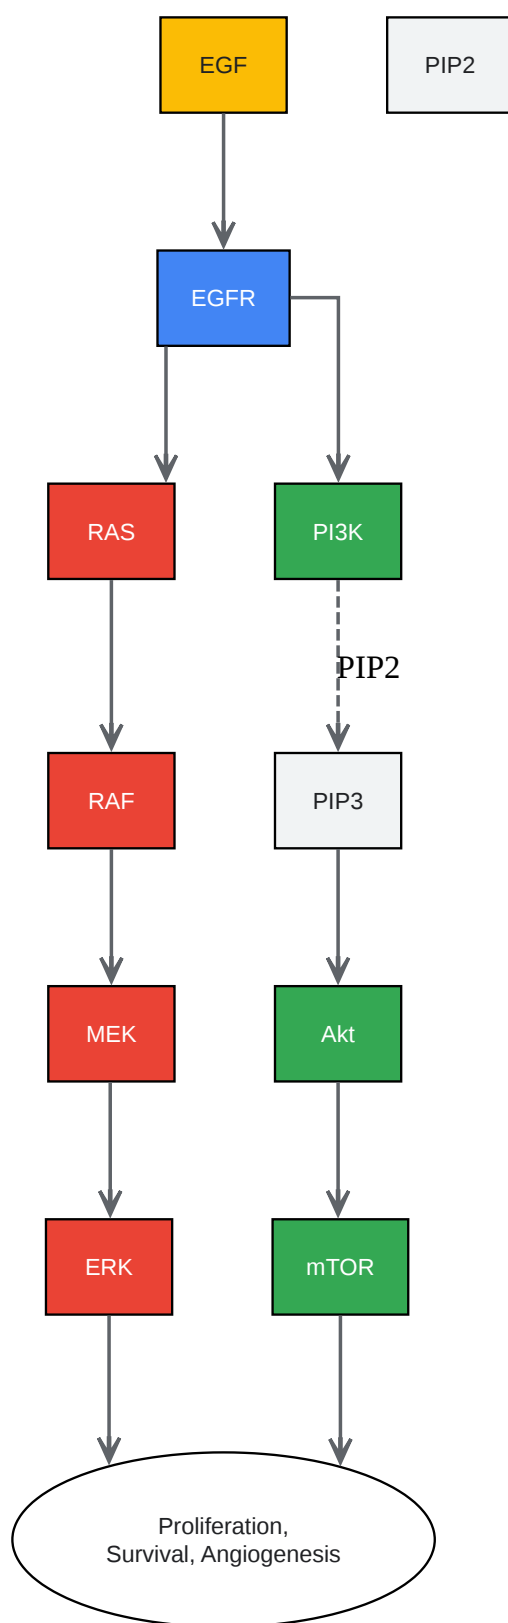 EGF
PIP2
EGFR
RAS
PI3K
PIP2
RAF
PIP3
MEK
Akt
ERK
mTOR
Proliferation,
Survival, Angiogenesis